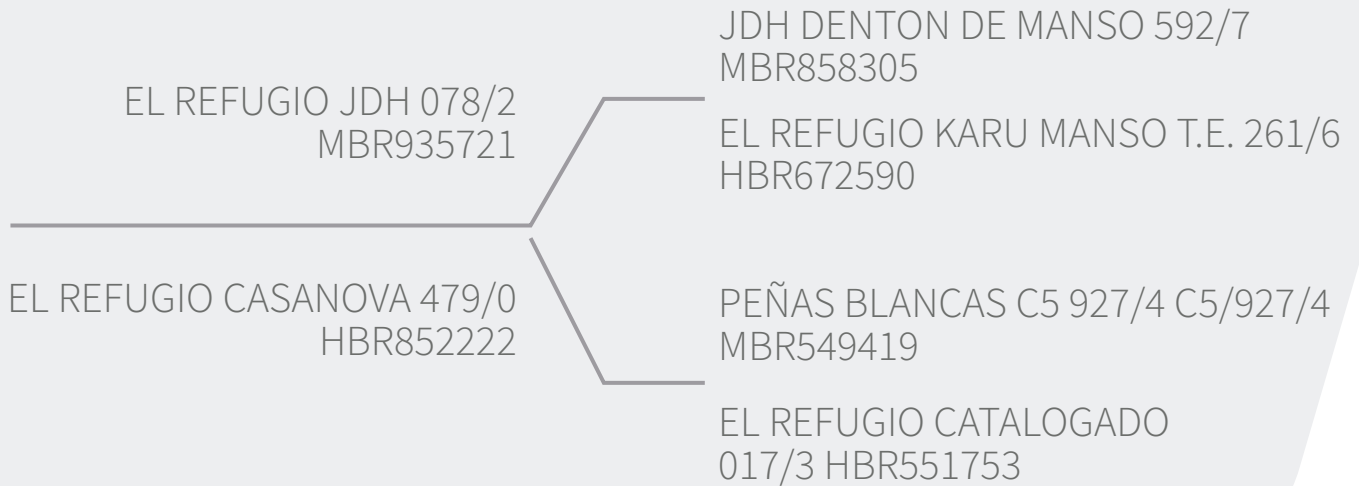 EL REFUGIO JDH 078/2
MBR935721
EL REFUGIO CASANOVA 479/0
HBR852222
JDH DENTON DE MANSO 592/7
MBR858305
EL REFUGIO KARU MANSO T.E. 261/6
HBR672590
PEÑAS BLANCAS C5 927/4 C5/927/4
MBR549419
EL REFUGIO CATALOGADO
017/3 HBR551753